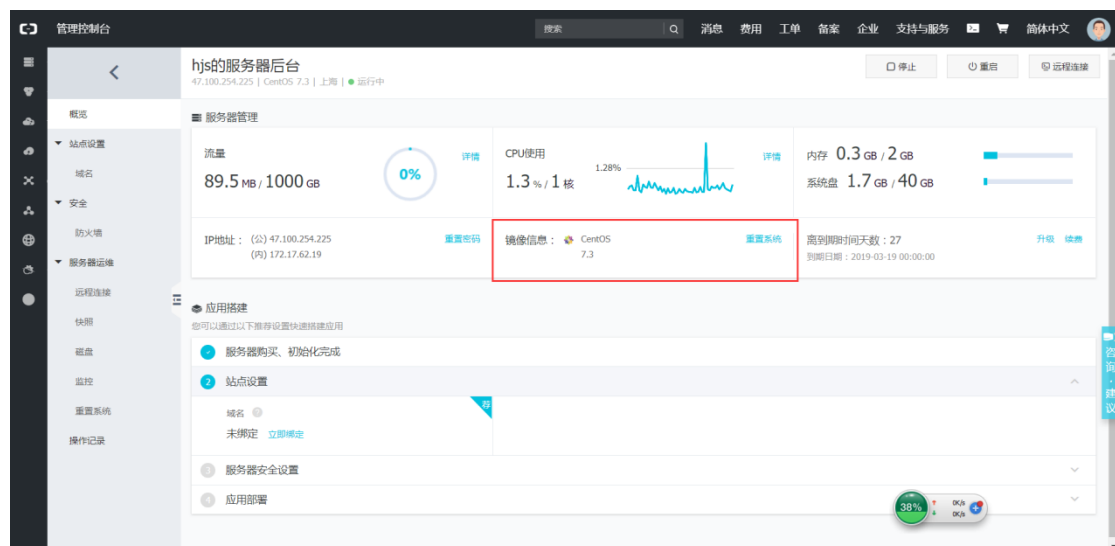 管理控制台
搜索
消息 费用 工单 备案 企业 支持与服务 简体中文
hjs的服务器后台
47.100.254.225 | CentOS 7.3 | 上海 | 运行中
停止 重启 远程连接
概览
站点设置
域名
安全
防火墙
服务器运维
远程连接
快照
磁盘
监控
重置系统
操作记录
服务器管理
流量
89.5 MB / 1000 GB
0%
详情
CPU使用
1.3 % / 1 核
1.28%
详情
内存 0.3 GB / 2 GB
系统盘 1.7 GB / 40 GB
IP地址： (公) 47.100.254.225
(内) 172.17.62.19
重置密码
镜像信息： CentOS
7.3
重置系统
离到期时间天数：27
到期日期：2019-03-19 00:00:00
升级 续费
应用搭建
您可以通过以下推荐设置快速搭建应用
服务器购买、初始化完成
2 站点设置
域名
未绑定 立即绑定
荐
3 服务器安全设置
4 应用部署
38%
0K/s
0K/s
咨询·建议